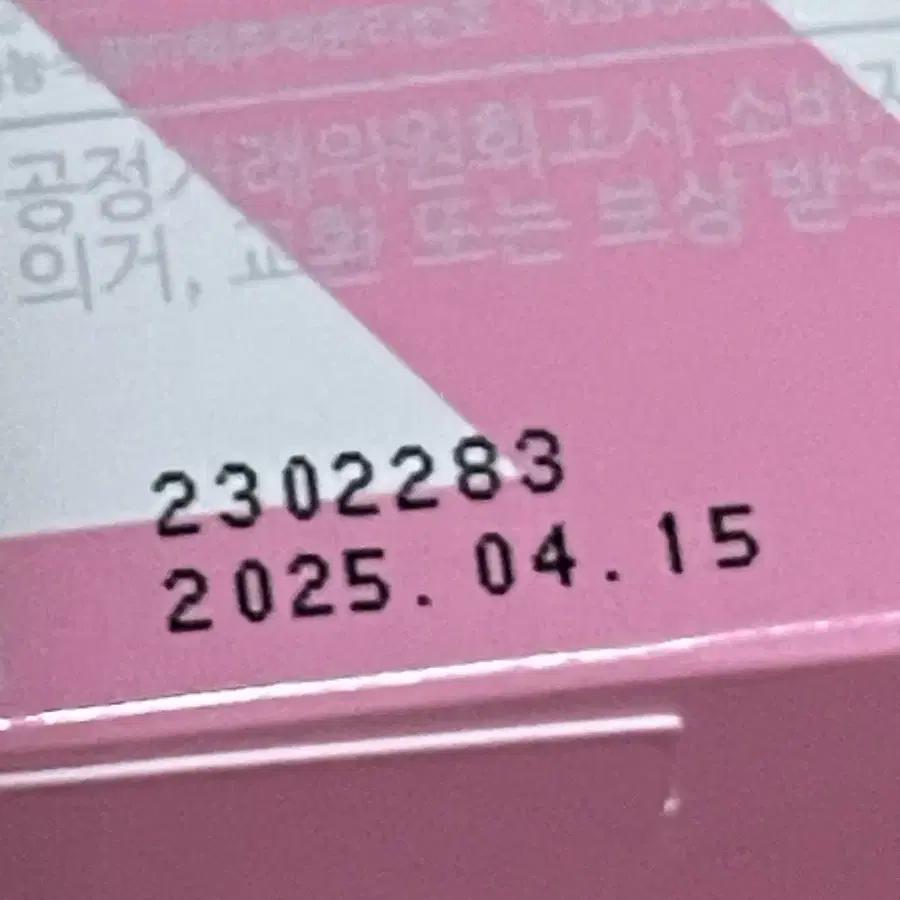 공정거래위원회고시 소비자
의거, 교환 또는 보상 받으
2302283
2025.04.15